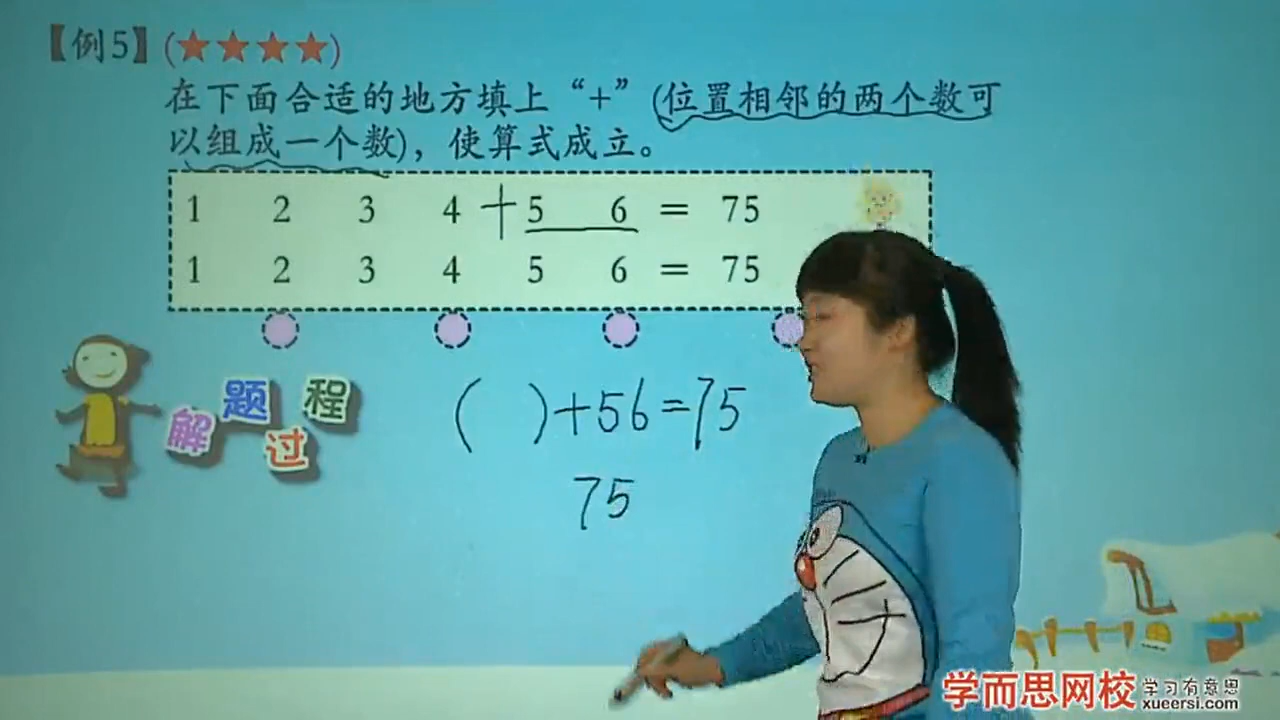 【例5】(★★★★)
在下面合适的地方填上“+”(位置相邻的两个数可
以组成一个数),使算式成立。
1 2 3 4 + 5 6 = 75
1 2 3 4 5 6 = 75
解题过程
( )+56=75
75
学而思网校 学习有意思
xueersi.com